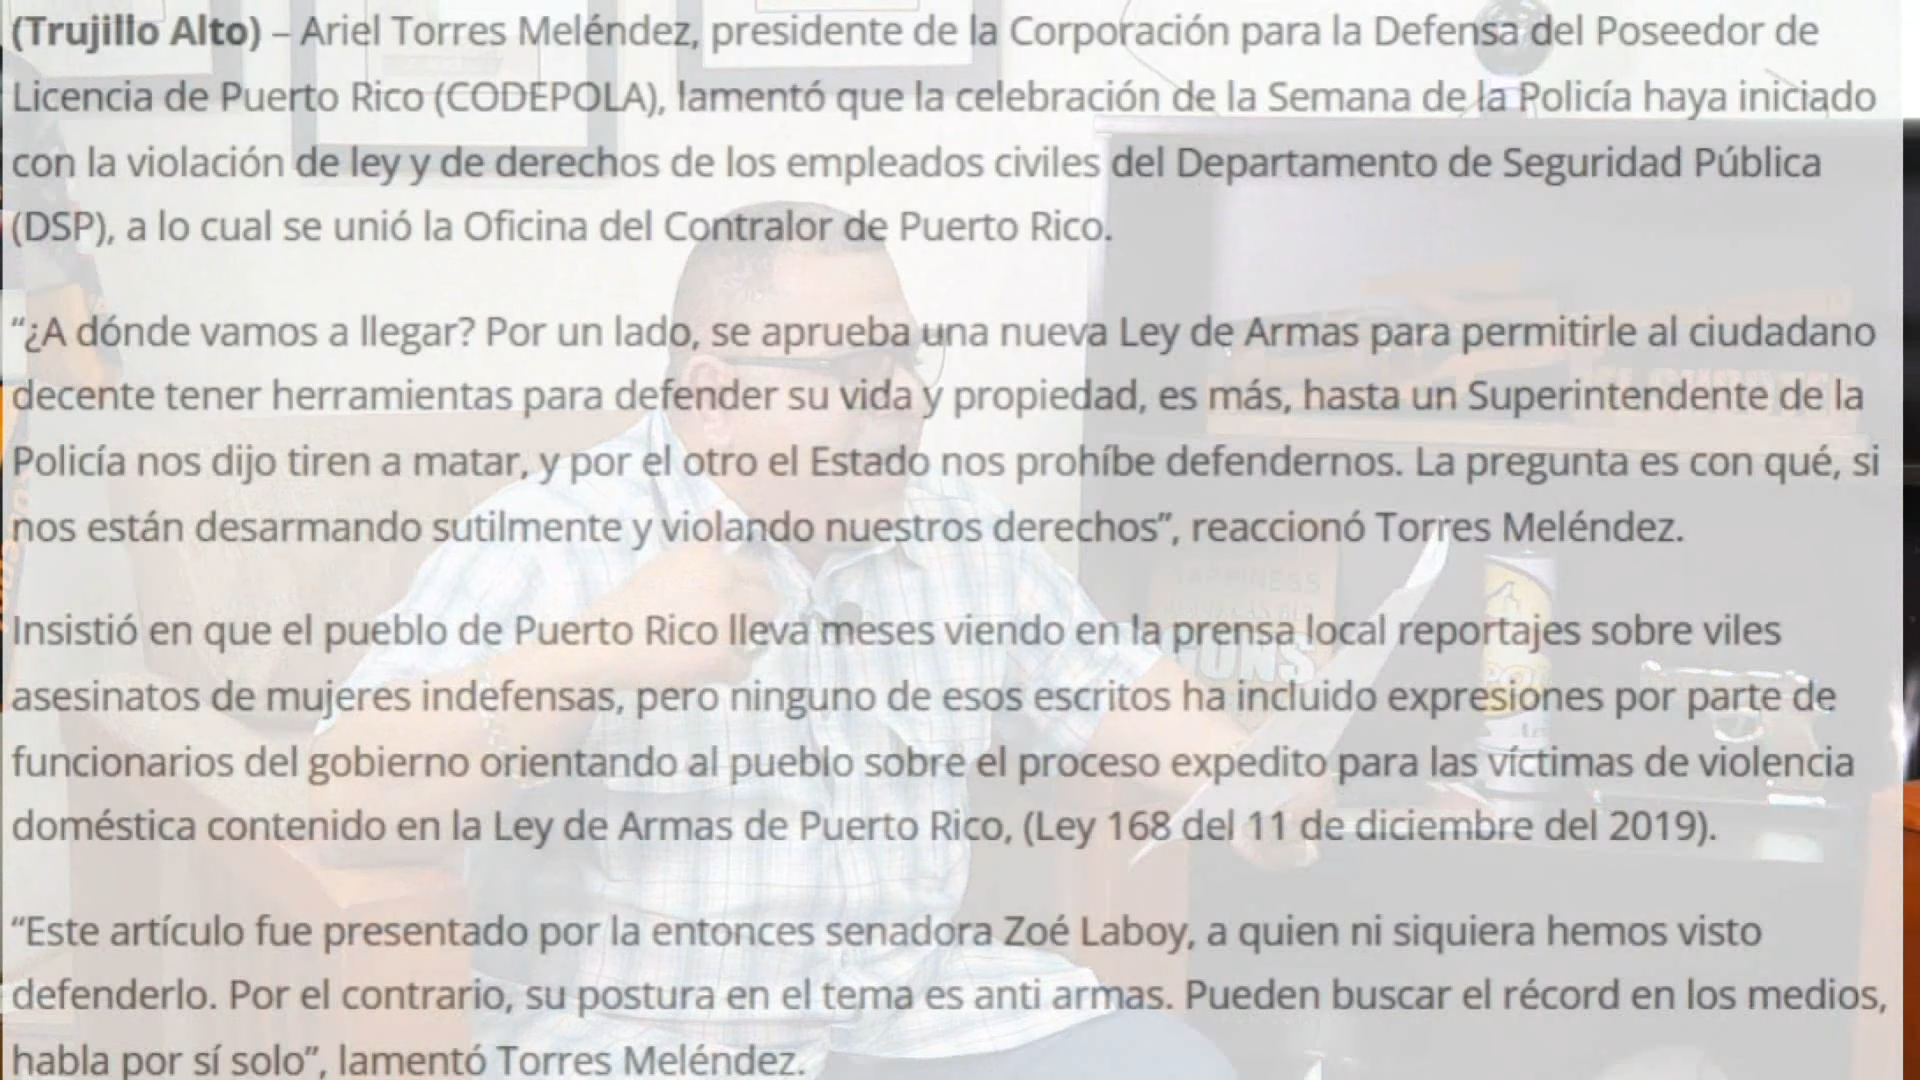 (Trujillo Alto) – Ariel Torres Meléndez, presidente de la Corporación para la Defensa del Poseedor de
Licencia de Puerto Rico (CODEPOLA), lamentó que la celebración de la Semana de la Policía haya iniciado
con la violación de ley y de derechos de los empleados civiles del Departamento de Seguridad Pública
(DSP), a lo cual se unió la Oficina del Contralor de Puerto Rico.
“¿A dónde vamos a llegar? Por un lado, se aprueba una nueva Ley de Armas para permitirle al ciudadano
decente tener herramientas para defender su vida y propiedad, es más, hasta un Superintendente de la
Policía nos dijo tiren a matar, y por el otro el Estado nos prohíbe defendernos. La pregunta es con qué, si
nos están desarmando sutilmente y violando nuestros derechos”, reaccionó Torres Meléndez.
Insistió en que el pueblo de Puerto Rico lleva meses viendo en la prensa local reportajes sobre viles
asesinatos de mujeres indefensas, pero ninguno de esos escritos ha incluido expresiones por parte de
funcionarios del gobierno orientando al pueblo sobre el proceso expedito para las víctimas de violencia
doméstica contenido en la Ley de Armas de Puerto Rico, (Ley 168 del 11 de diciembre del 2019).
“Este artículo fue presentado por la entonces senadora Zoé Laboy, a quien ni siquiera hemos visto
defenderlo. Por el contrario, su postura en el tema es anti armas. Pueden buscar el récord en los medios,
habla por sí solo”, lamentó Torres Meléndez.